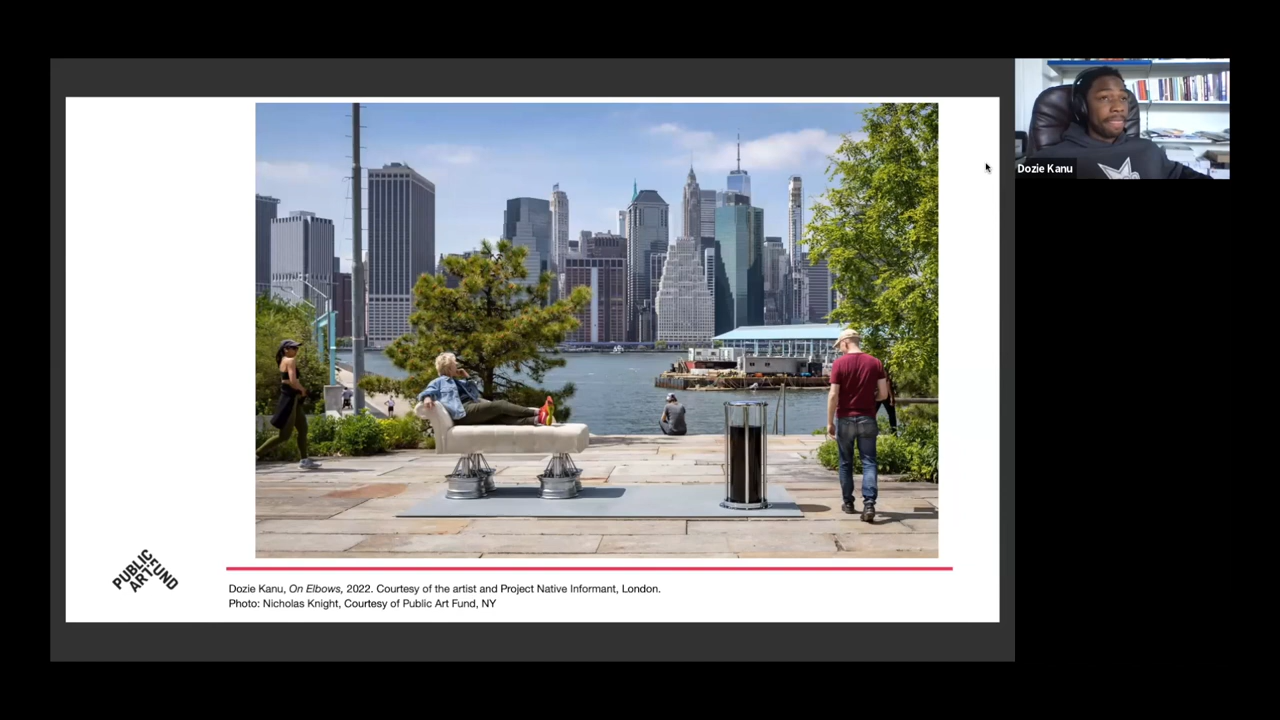 Dozie Kanu
PUBLIC
ART FUND
Dozie Kanu, On Elbows, 2022. Courtesy of the artist and Project Native Informant, London.
Photo: Nicholas Knight, Courtesy of Public Art Fund, NY